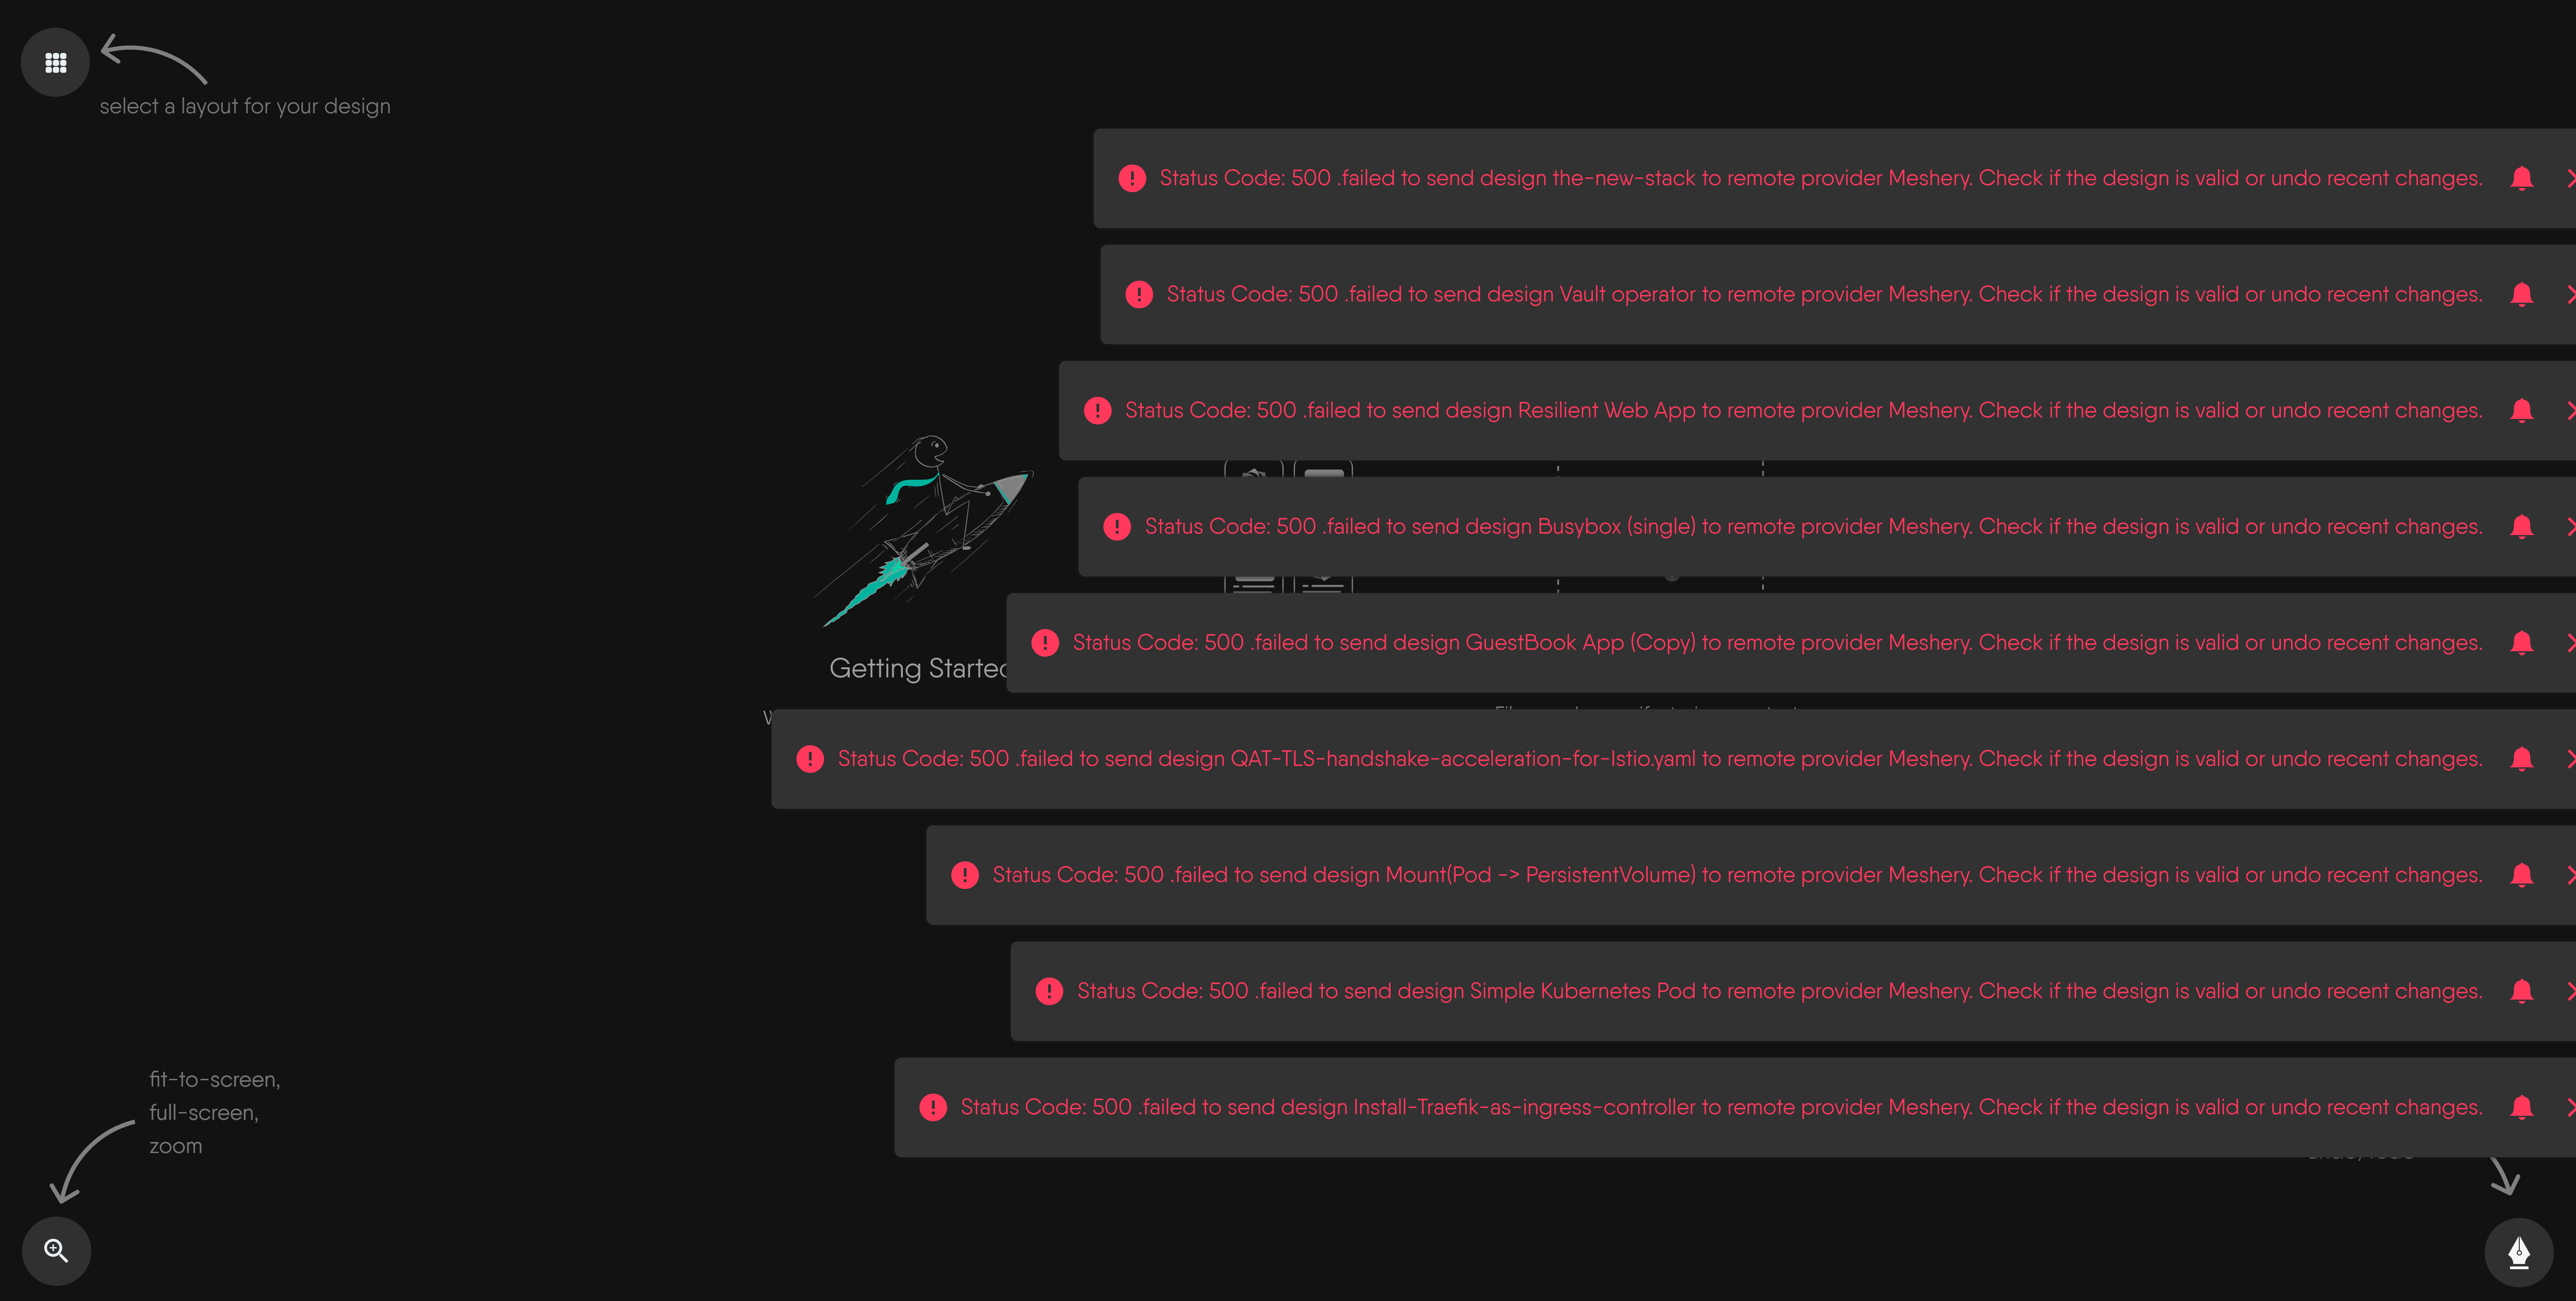 select a layout for your design
Status Code: 500 .failed to send design the-new-stack to remote provider Meshery. Check if the design is valid or undo recent changes.
Status Code: 500 .failed to send design Vault operator to remote provider Meshery. Check if the design is valid or undo recent changes.
Status Code: 500 .failed to send design Resilient Web App to remote provider Meshery. Check if the design is valid or undo recent changes.
Status Code: 500 .failed to send design Busybox (single) to remote provider Meshery. Check if the design is valid or undo recent changes.
Status Code: 500 .failed to send design GuestBook App (Copy) to remote provider Meshery. Check if the design is valid or undo recent changes.
Getting Started
Status Code: 500 .failed to send design QAT-TLS-handshake-acceleration-for-Istio.yaml to remote provider Meshery. Check if the design is valid or undo recent changes.
Status Code: 500 .failed to send design Mount(Pod -> PersistentVolume) to remote provider Meshery. Check if the design is valid or undo recent changes.
Status Code: 500 .failed to send design Simple Kubernetes Pod to remote provider Meshery. Check if the design is valid or undo recent changes.
Status Code: 500 .failed to send design Install-Traefik-as-ingress-controller to remote provider Meshery. Check if the design is valid or undo recent changes.
fit-to-screen,
full-screen,
zoom